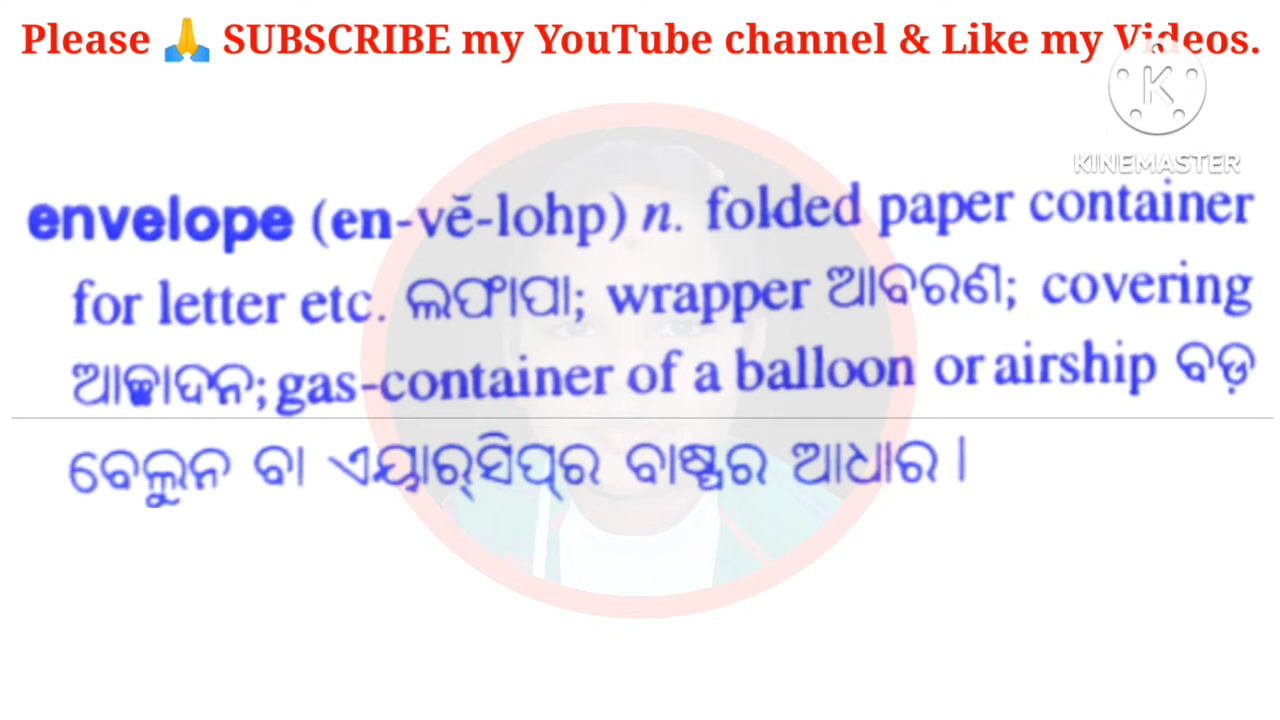 Please 🙏 SUBSCRIBE my YouTube channel & Like my Videos.
K
KINEMASTER
envelope (en-vĕ-lohp) n. folded paper container
for letter etc. ଲଫାପା; wrapper ଆବରଣ; covering
ଆଚ୍ଛାଦନ; gas-container of a balloon or airship ବଡ଼
ବେଲୁନ ବା ଏୟାର୍‌ସିପ୍‌ର ବାଷ୍ପର ଆଧାର ।